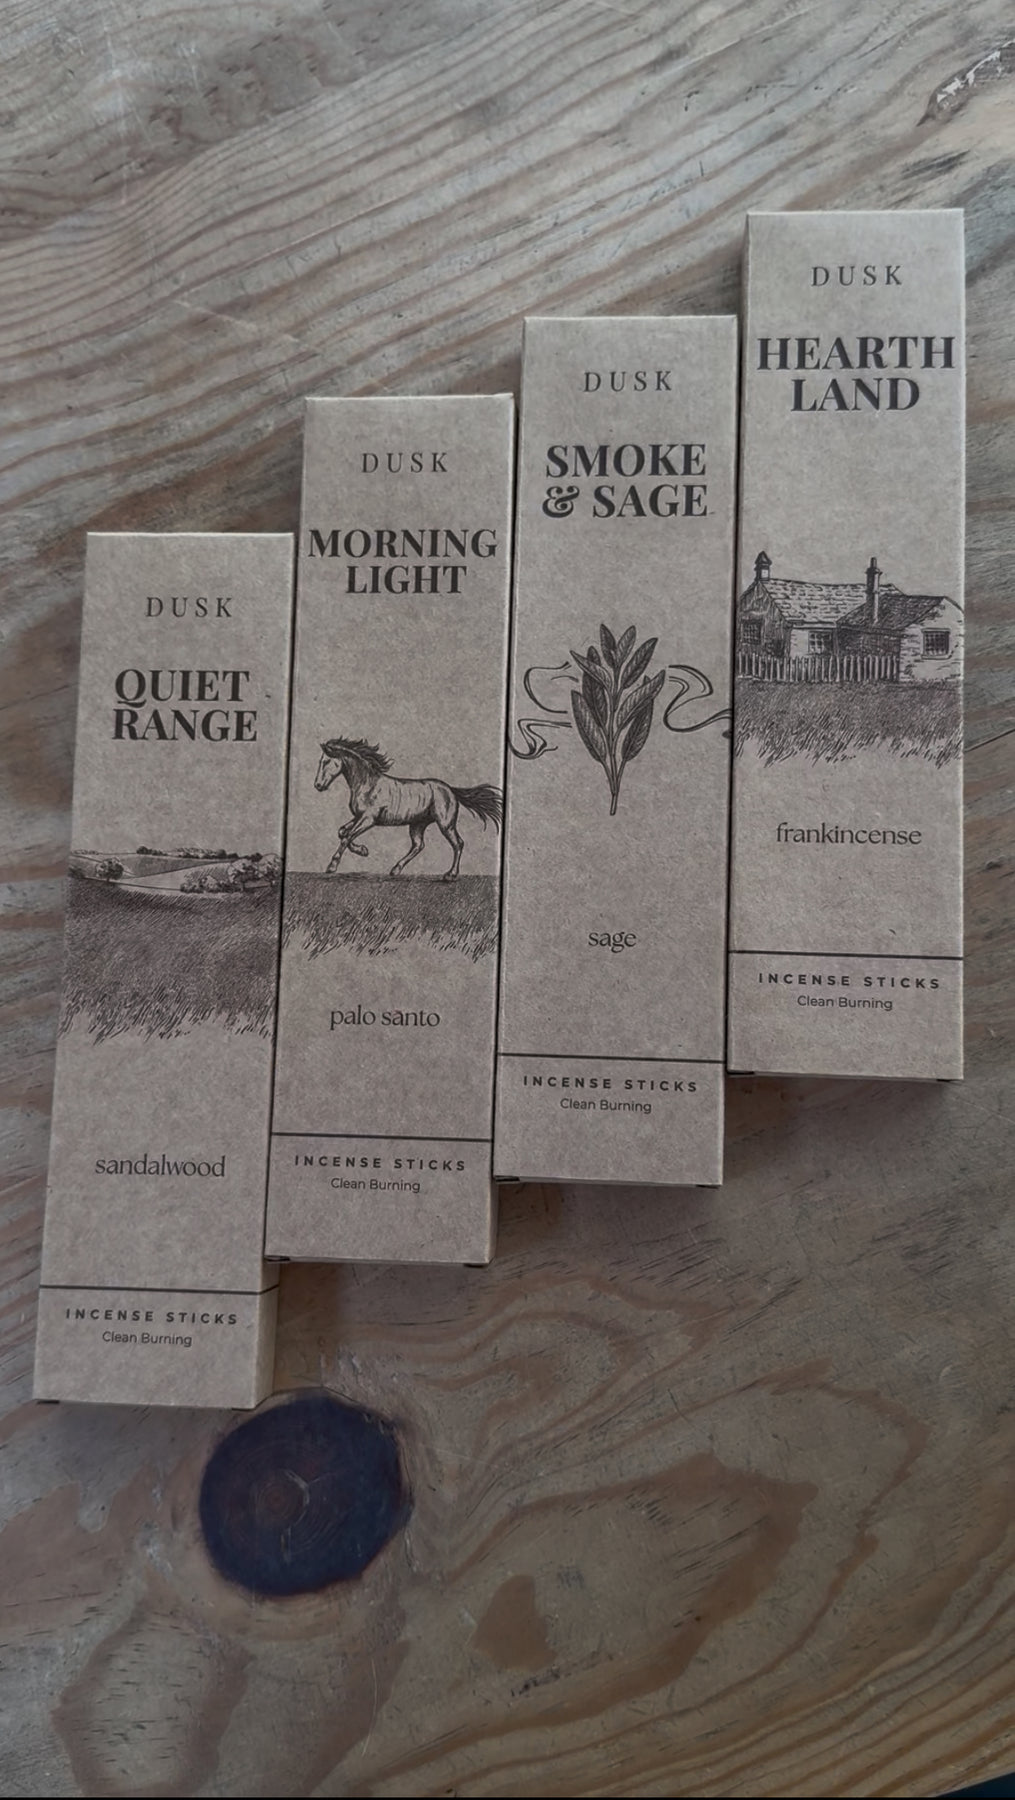 DUSK
QUIET
RANGE
sandalwood
INCENSE STICKS
Clean Burning
DUSK
MORNING
LIGHT
palo santo
INCENSE STICKS
Clean Burning
DUSK
SMOKE
& SAGE
sage
INCENSE STICKS
Clean Burning
DUSK
HEARTH
LAND
frankincense
INCENSE STICKS
Clean Burning